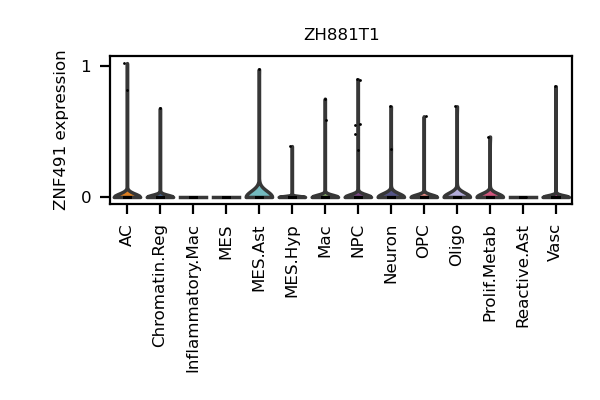 ZH881T1
ZNF491 expression
1
0
AC
Chromatin.Reg
Inflammatory.Mac
MES
MES.Ast
MES.Hyp
Mac
NPC
Neuron
OPC
Oligo
Prolif.Metab
Reactive.Ast
Vasc